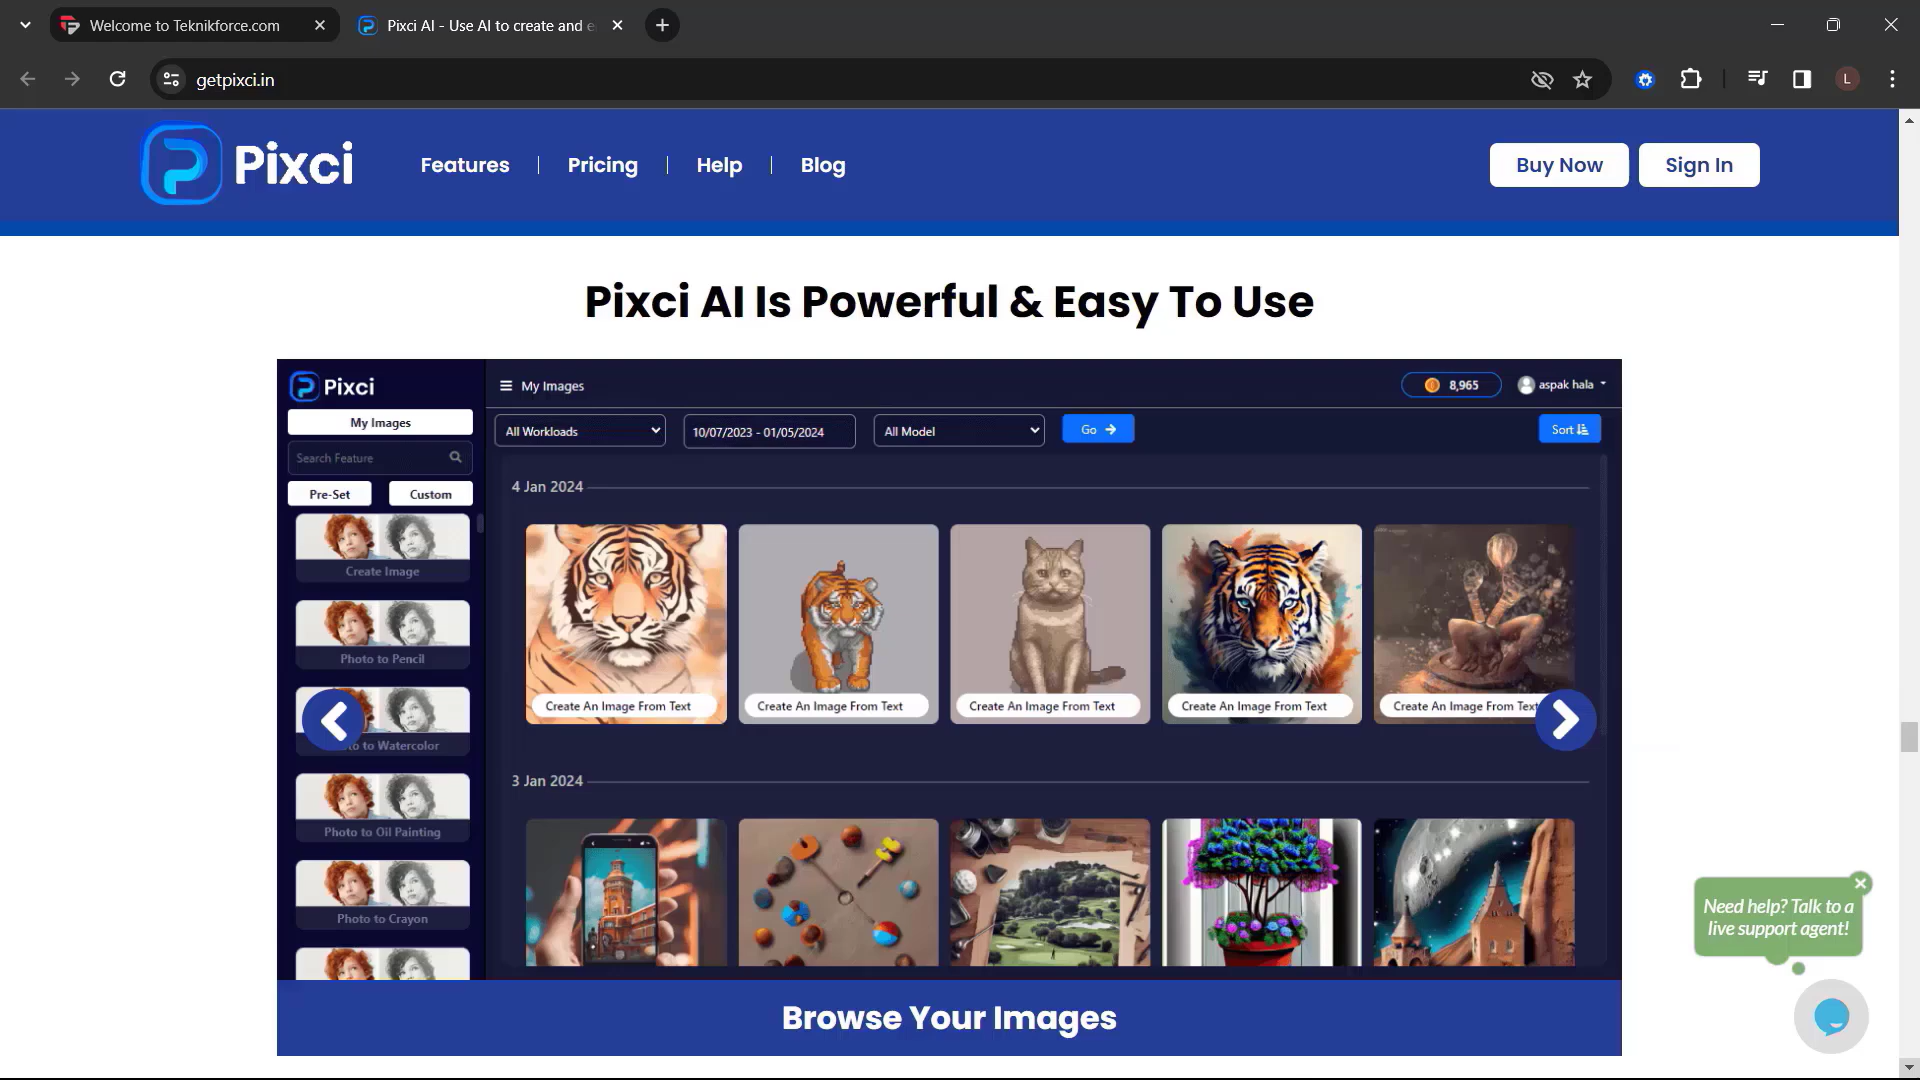 Welcome to Teknikforce.com
Pixci AI - Use AI to create and e
getpixci.in
L
Pixci
Features
Pricing
Help
Blog
Buy Now
Sign In
Pixci AI Is Powerful & Easy To Use
Pixci
My Images
8,965
aspak hala
My Images
All Workloads
10/07/2023 - 01/05/2024
All Model
Go
Sort
Search Feature
Pre-Set
Custom
4 Jan 2024
Create Image
Photo to Pencil
Create An Image From Text
Create An Image From Text
Create An Image From Text
Create An Image From Text
Create An Image From Text
to Watercolor
3 Jan 2024
Photo to Oil Painting
Photo to Crayon
Need help? Talk to a
live support agent!
Browse Your Images